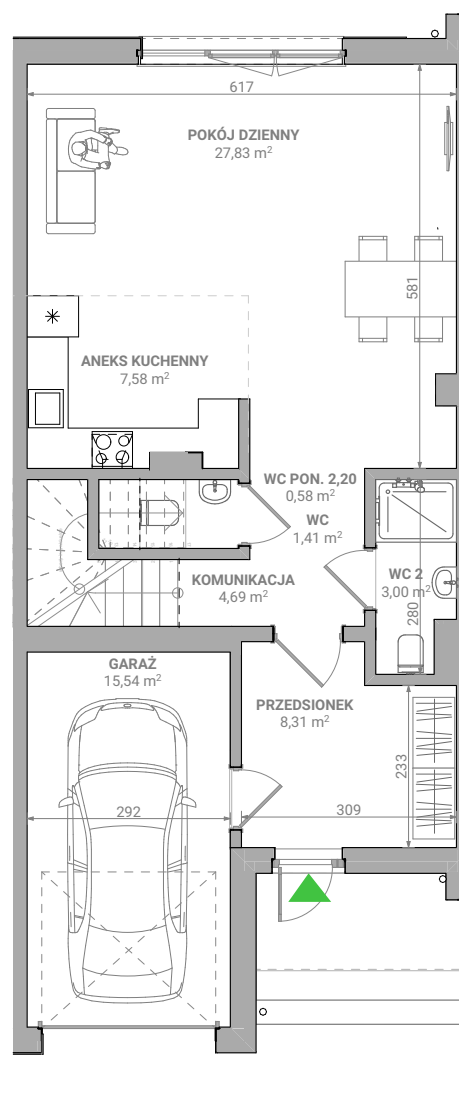 617
POKÓJ DZIENNY
27,83 m²
581
ANEKS KUCHENNY
7,58 m²
WC PON. 2,20
0,58 m²
WC
1,41 m²
KOMUNIKACJA
4,69 m²
WC 2
3,00 m²
280
GARAŻ
15,54 m²
PRZEDSIONEK
8,31 m²
233
292
309